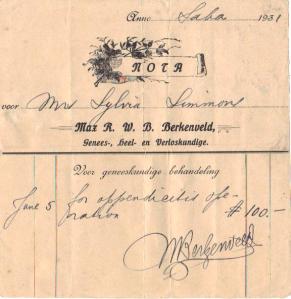 Anno Saba 1931
NOTA
voor Mrs Sylvia Simmons
Max R. W. B. Berkenveld,
Genees-, Heel- en Verloskundige.
Voor geneeskundige behandeling
June 5 for appendicitis ope-
ration # 100.-
MBerkenveld